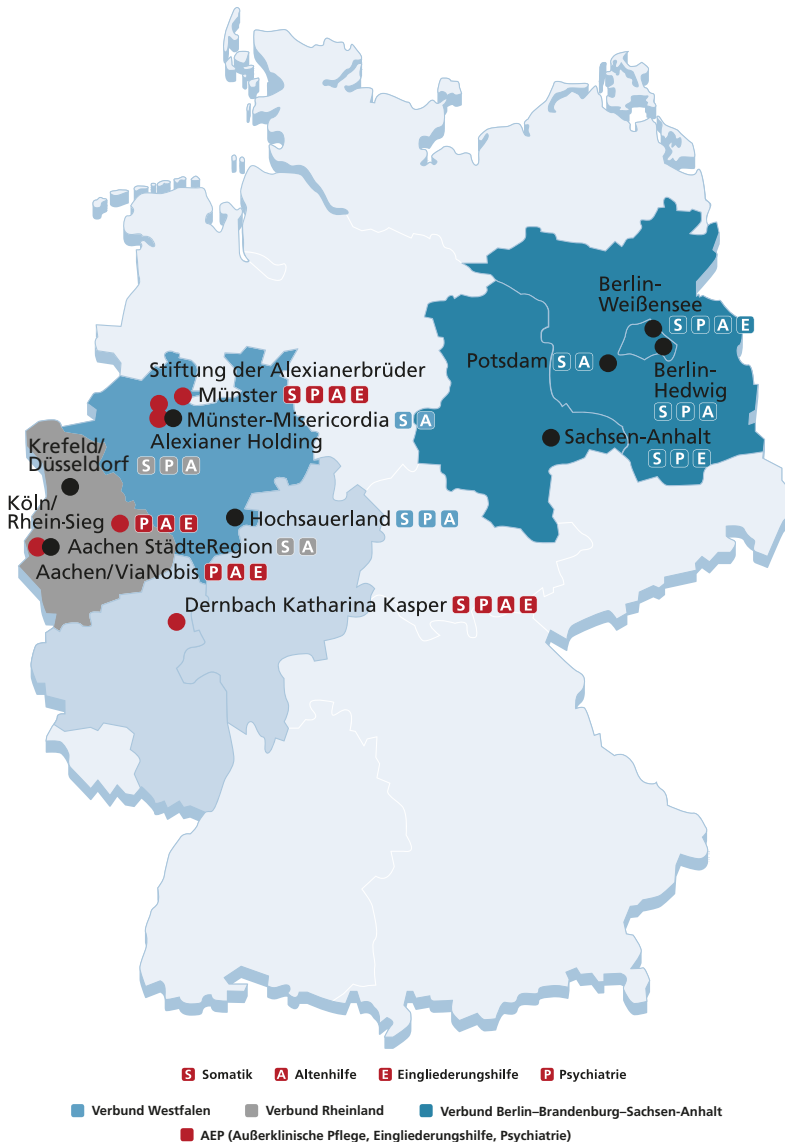 Berlin-
Weißensee
S P A E
Potsdam S A
Berlin-
Hedwig
S P A
Sachsen-Anhalt
S P E
Stiftung der Alexianerbrüder
Münster S P A E
Münster-Misericordia S A
Alexianer Holding
Krefeld/
Düsseldorf S P A
Köln/
Rhein-Sieg P A E
Hochsauerland S P A
Aachen StädteRegion S A
Aachen/ViaNobis P A E
Dernbach Katharina Kasper S P A E
S Somatik A Altenhilfe E Eingliederungshilfe P Psychiatrie
Verbund Westfalen Verbund Rheinland Verbund Berlin–Brandenburg–Sachsen-Anhalt
AEP (Außerklinische Pflege, Eingliederungshilfe, Psychiatrie)